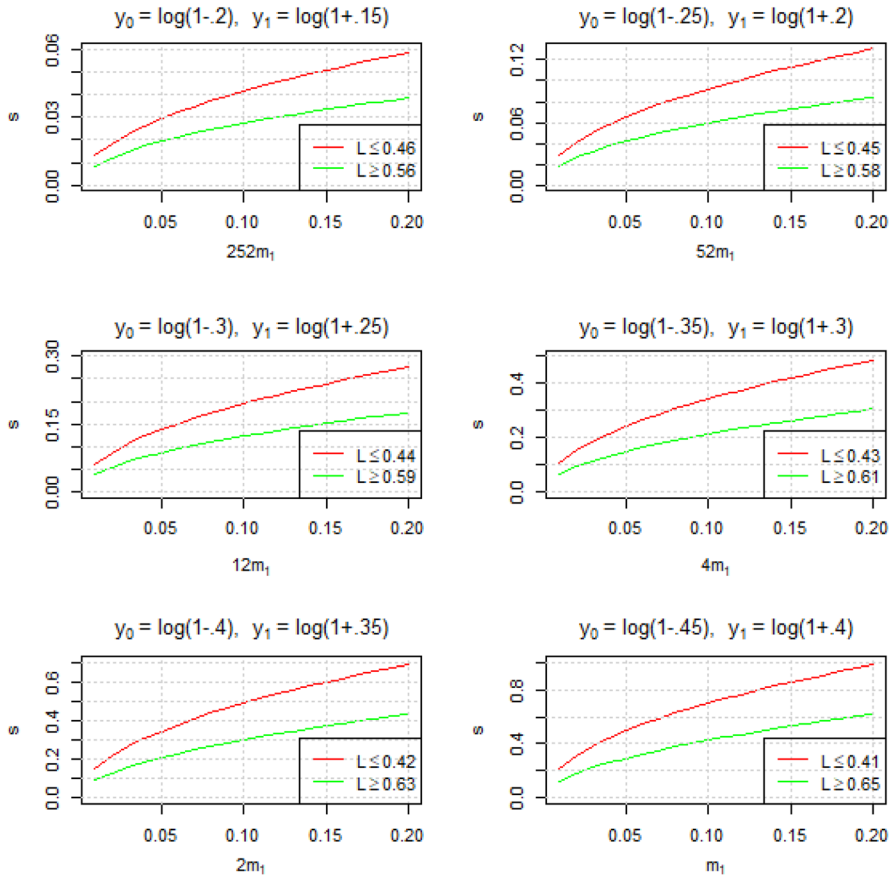 y₀ = log(1-.2), y₁ = log(1+.15)
s
0.00 0.03 0.06
L ≤ 0.46
L ≥ 0.56
0.05 0.10 0.15 0.20
252m₁
y₀ = log(1-.25), y₁ = log(1+.2)
s
0.00 0.06 0.12
L ≤ 0.45
L ≥ 0.58
0.05 0.10 0.15 0.20
52m₁
y₀ = log(1-.3), y₁ = log(1+.25)
s
0.00 0.15 0.30
L ≤ 0.44
L ≥ 0.59
0.05 0.10 0.15 0.20
12m₁
y₀ = log(1-.35), y₁ = log(1+.3)
s
0.0 0.2 0.4
L ≤ 0.43
L ≥ 0.61
0.05 0.10 0.15 0.20
4m₁
y₀ = log(1-.4), y₁ = log(1+.35)
s
0.0 0.2 0.4 0.6
L ≤ 0.42
L ≥ 0.63
0.05 0.10 0.15 0.20
2m₁
y₀ = log(1-.45), y₁ = log(1+.4)
s
0.0 0.4 0.8
L ≤ 0.41
L ≥ 0.65
0.05 0.10 0.15 0.20
m₁